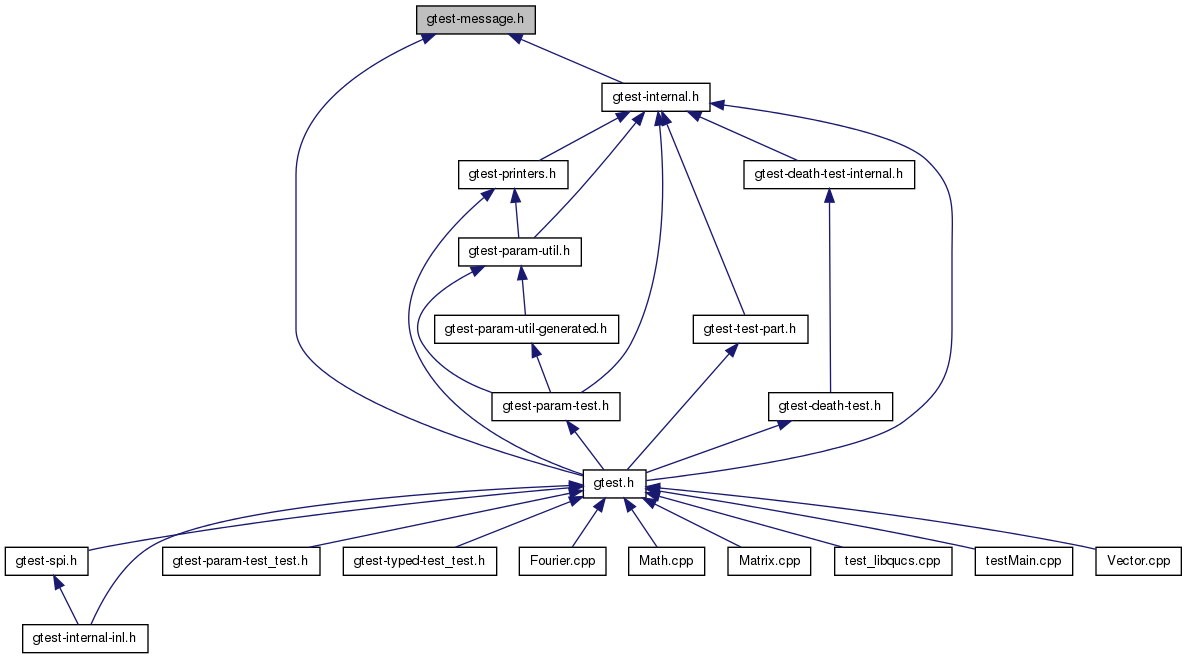 gtest-message.h
gtest-internal.h
gtest-printers.h
gtest-death-test-internal.h
gtest-param-util.h
gtest-param-util-generated.h
gtest-test-part.h
gtest-param-test.h
gtest-death-test.h
gtest.h
gtest-spi.h
gtest-param-test_test.h
gtest-typed-test_test.h
Fourier.cpp
Math.cpp
Matrix.cpp
test_libqucs.cpp
testMain.cpp
Vector.cpp
gtest-internal-inl.h